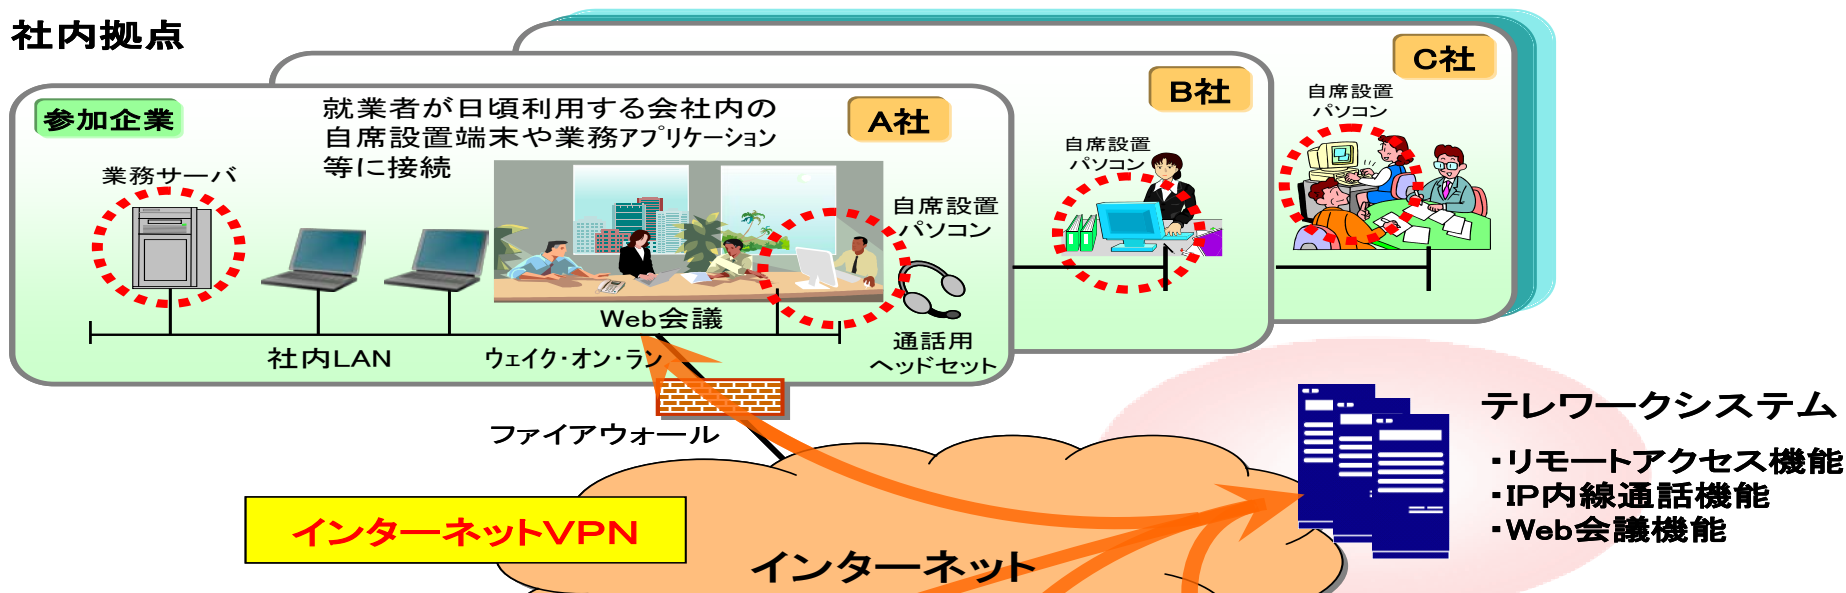 社内拠点
参加企業
就業者が日頃利用する会社内の
自席設置端末や業務アプリケーション
等に接続
A社
B社
C社
業務サーバ
自席設置
パソコン
自席設置
パソコン
自席設置
パソコン
Web会議
通話用
ヘッドセット
社内LAN
ウェイク・オン・ラン
ファイアウォール
テレワークシステム
・リモートアクセス機能
・IP内線通話機能
・Web会議機能
インターネットVPN
インターネット